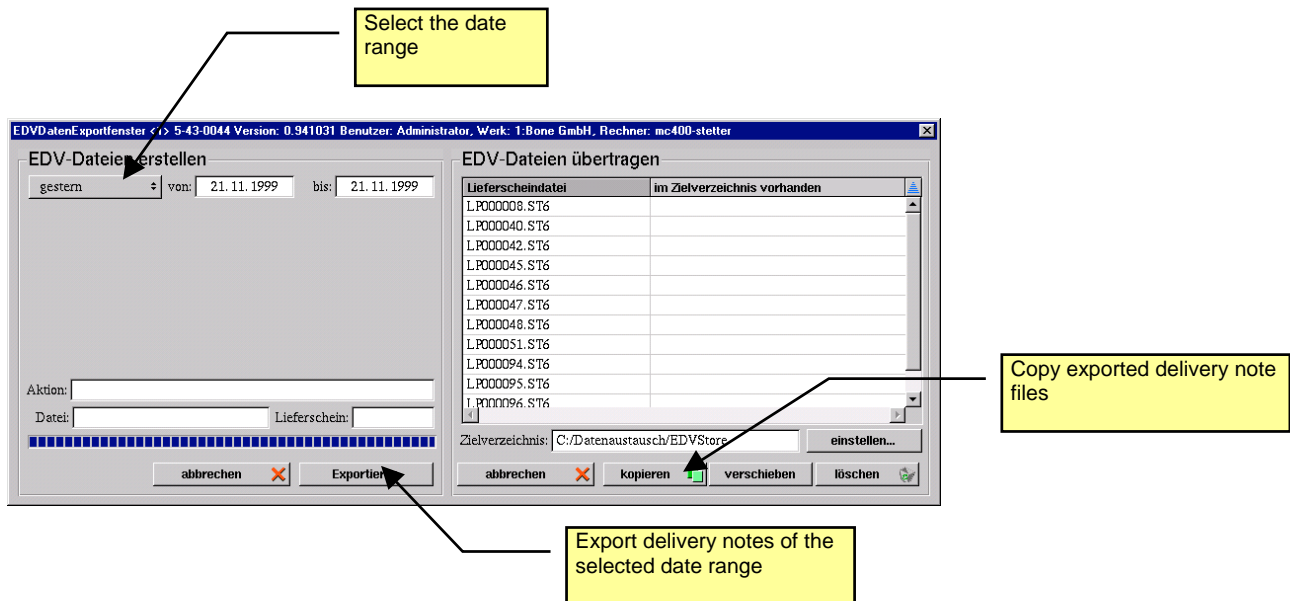 Select the date
range
EDVDatenExportfenster <1> 5-43-0044 Version: 0.941031 Benutzer: Administrator, Werk: 1:Bone GmbH, Rechner: mc400-stetter
EDV-Dateien erstellen
gestern von: 21.11.1999 bis: 21.11.1999
Aktion:
Datei: Lieferschein:
abbrechen Exportieren
EDV-Dateien übertragen
Lieferscheindatei im Zielverzeichnis vorhanden
LP000008.ST6
LP000040.ST6
LP000042.ST6
LP000045.ST6
LP000046.ST6
LP000047.ST6
LP000048.ST6
LP000051.ST6
LP000094.ST6
LP000095.ST6
LP000096.ST6
Zielverzeichnis: C:/Datenaustausch/EDVStore einstellen...
abbrechen kopieren verschieben löschen
Copy exported delivery note
files
Export delivery notes of the
selected date range